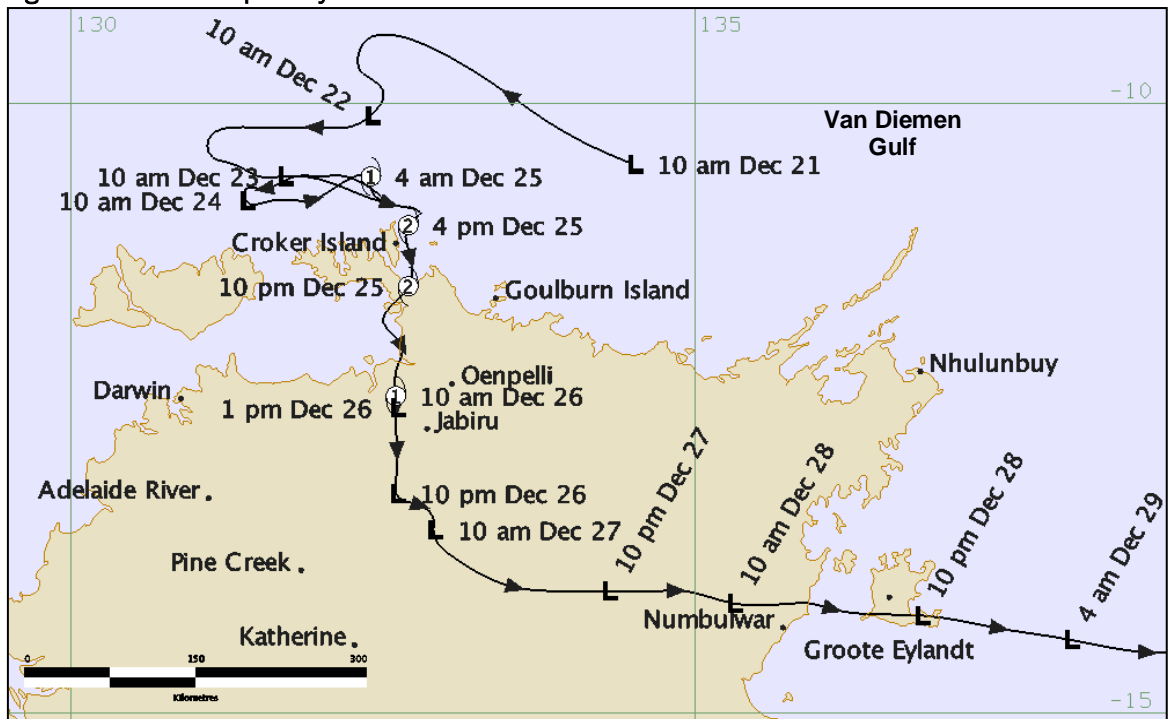 130
135
10 am Dec 22
-10
Van Diemen
Gulf
10 am Dec 21
10 am Dec 23
1
4 am Dec 25
10 am Dec 24
2
4 pm Dec 25
Croker Island
10 pm Dec 25
2
Goulburn Island
Nhulunbuy
Oenpelli
Darwin
1
10 am Dec 26
1 pm Dec 26
Jabiru
10 pm Dec 27
10 am Dec 28
10 pm Dec 28
4 am Dec 29
Adelaide River
10 pm Dec 26
10 am Dec 27
Pine Creek
Numbulwar
Katherine
Groote Eylandt
0 150 300
Kilometres
-15
L
L
L
L
L
L
L
L
L
L
L